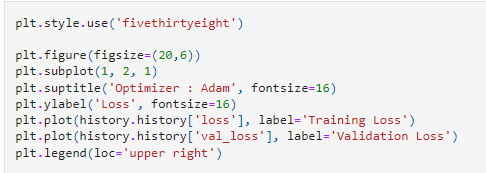 plt.style.use('fivethirtyeight')
plt.figure(figsize=(20,6))
plt.subplot(1, 2, 1)
plt.suptitle('Optimizer : Adam', fontsize=16)
plt.ylabel('Loss', fontsize=16)
plt.plot(history.history['loss'], label='Training Loss')
plt.plot(history.history['val_loss'], label='Validation Loss')
plt.legend(loc='upper right')